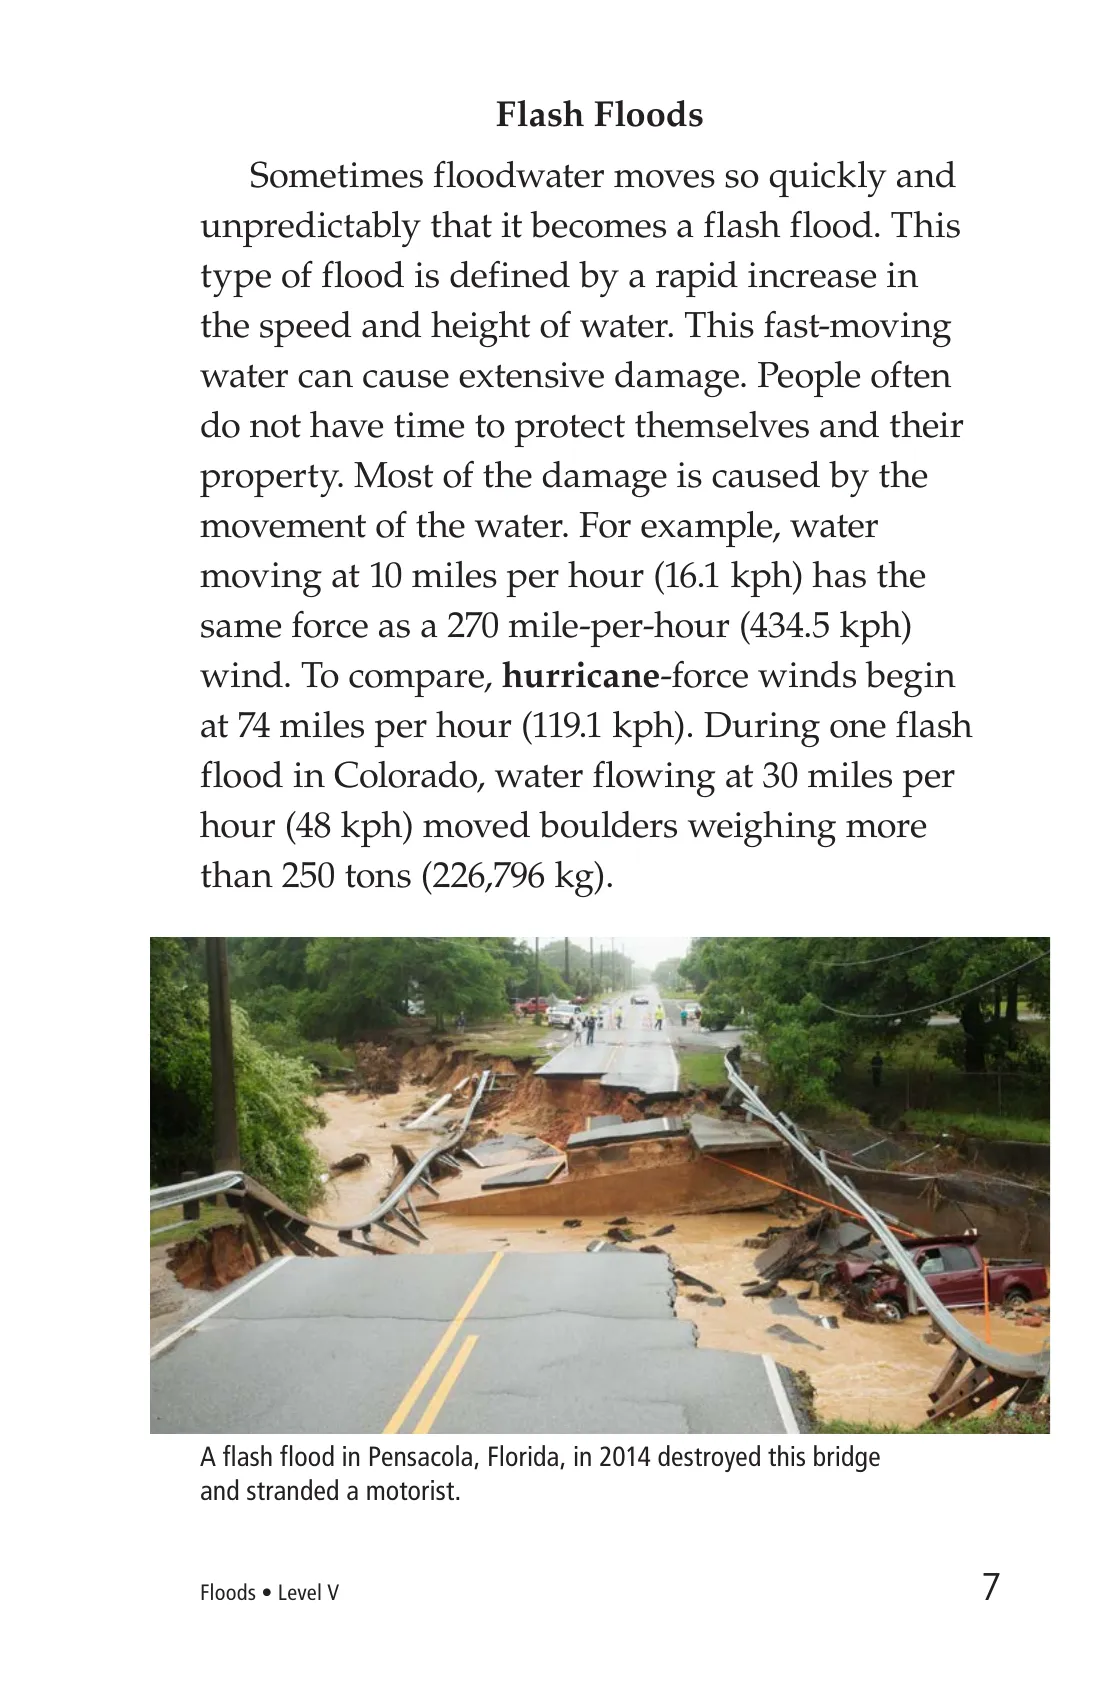 Flash Floods
Sometimes floodwater moves so quickly and
unpredictably that it becomes a flash flood. This
type of flood is defined by a rapid increase in
the speed and height of water. This fast-moving
water can cause extensive damage. People often
do not have time to protect themselves and their
property. Most of the damage is caused by the
movement of the water. For example, water
moving at 10 miles per hour (16.1 kph) has the
same force as a 270 mile-per-hour (434.5 kph)
wind. To compare, hurricane-force winds begin
at 74 miles per hour (119.1 kph). During one flash
flood in Colorado, water flowing at 30 miles per
hour (48 kph) moved boulders weighing more
than 250 tons (226,796 kg).
A flash flood in Pensacola, Florida, in 2014 destroyed this bridge
and stranded a motorist.
Floods • Level V
7